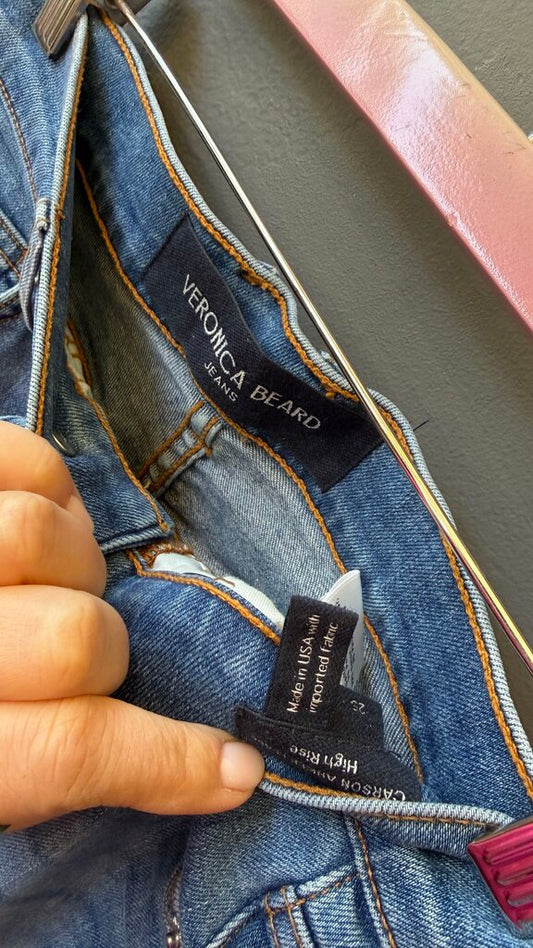 VERONICA BEARD
JEANS
Made in USA with
imported fabric
High Rise
CARSON